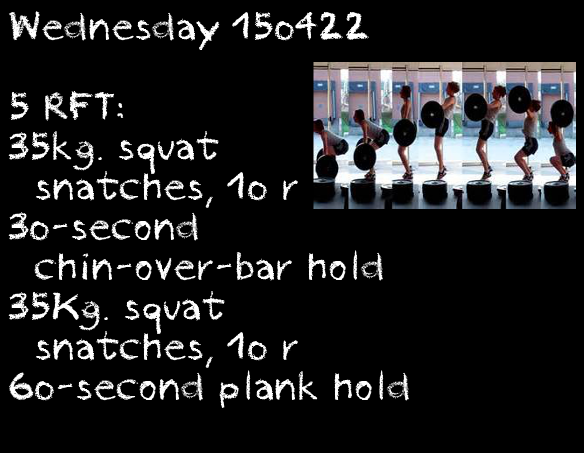 Wednesday 150422
5 RFT:
35kg. squat
snatches, 10 r
30-second
chin-over-bar hold
35Kg. squat
snatches, 10 r
60-second plank hold